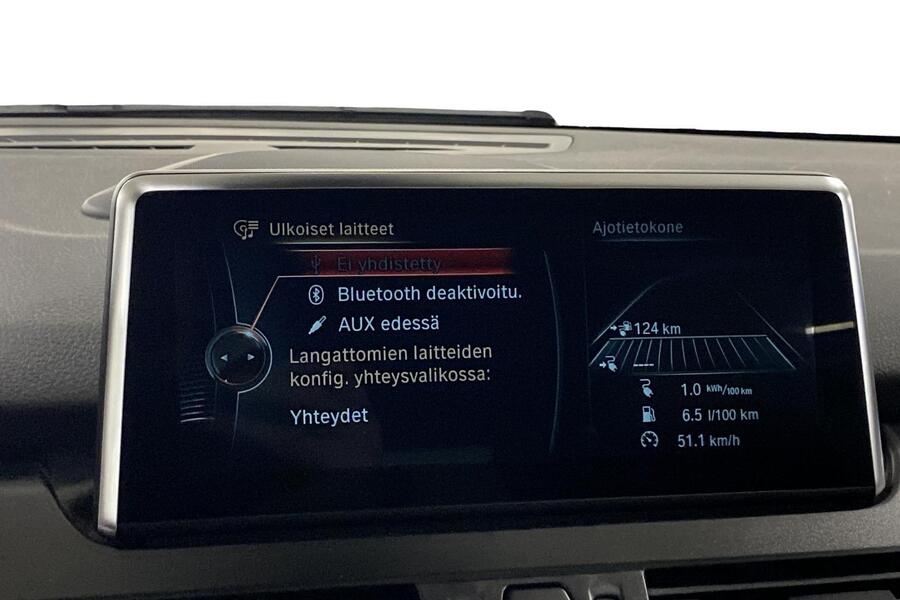 Ulkoiset laitteet
Ei yhdistetty
Bluetooth deaktivoitu.
AUX edessä
Langattomien laitteiden
konfig. yhteysvalikossa:
Yhteydet
Ajotietokone
124 km
----
1.0 kWh/100 km
6.5 l/100 km
51.1 km/h